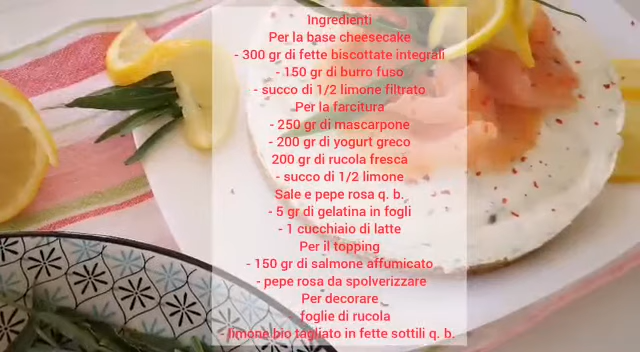 Ingredienti
Per la base cheesecake
- 300 gr di fette biscottate integrali
- 150 gr di burro fuso
- succo di 1/2 limone filtrato
Per la farcitura
- 250 gr di mascarpone
- 200 gr di yogurt greco
200 gr di rucola fresca
- succo di 1/2 limone
Sale e pepe rosa q. b.
- 5 gr di gelatina in fogli
- 1 cucchiaio di latte
Per il topping
- 150 gr di salmone affumicato
- pepe rosa da spolverizzare
Per decorare
foglie di rucola
- limone bio tagliato in fette sottili q. b.